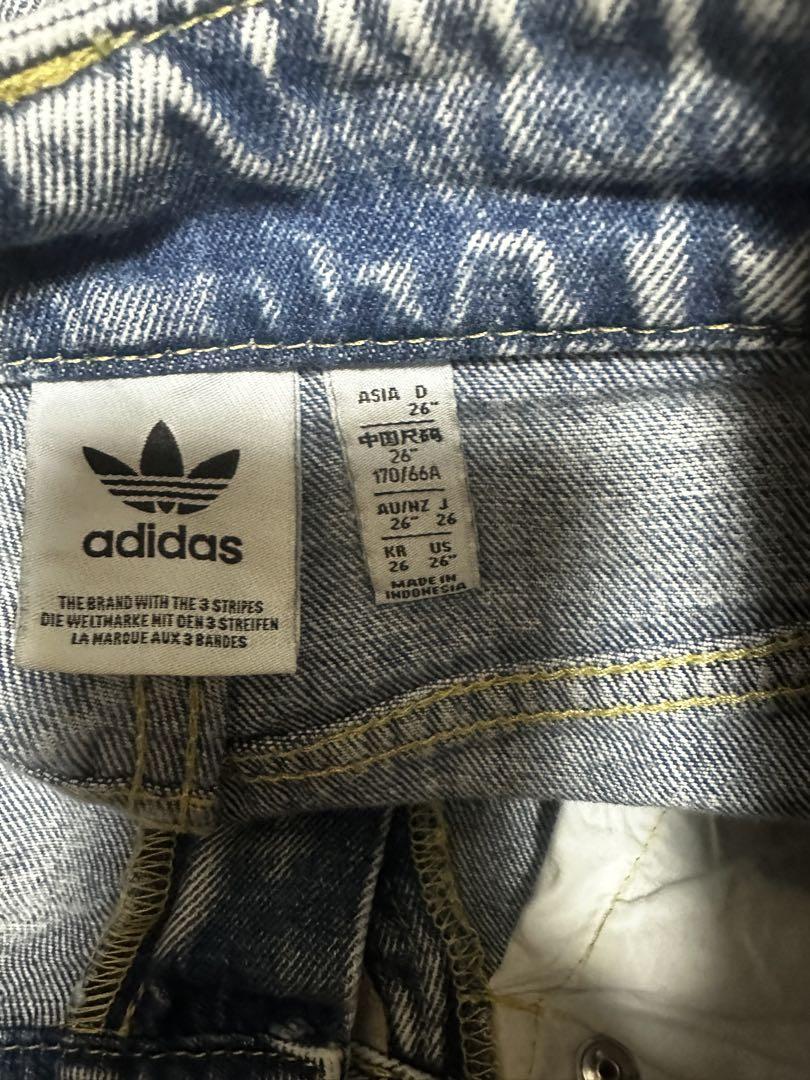 adidas
THE BRAND WITH THE 3 STRIPES
DIE WELTMARKE MIT DEN 3 STREIFEN
LA MARQUE AUX 3 BANDES
ASIA D
26"
中国尺码
26"
170/66A
AU/NZ J
26" 26
KR US
26 26"
MADE IN
INDONESIA